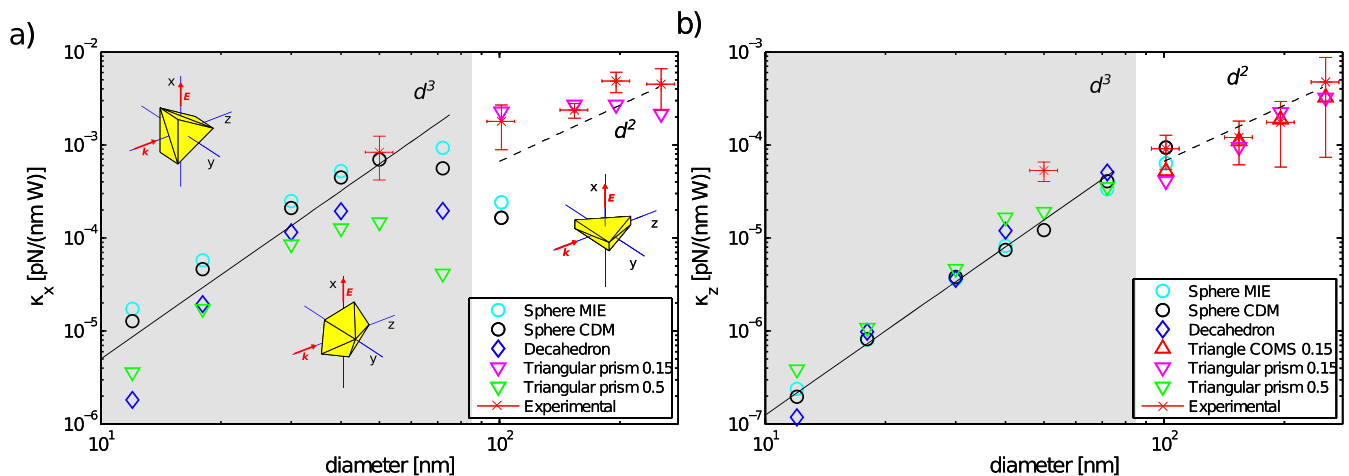 a)
κx [pN/(nm W)]
10^-2
10^-3
10^-4
10^-5
10^-6
10^1
10^2
diameter [nm]
d^3
d^2
x
E
z
k
y
x
E
z
k
y
x
E
z
k
y
Sphere MIE
Sphere CDM
Decahedron
Triangular prism 0.15
Triangular prism 0.5
Experimental
b)
κz [pN/(nm W)]
10^-3
10^-4
10^-5
10^-6
10^-7
10^1
10^2
diameter [nm]
d^3
d^2
Sphere MIE
Sphere CDM
Decahedron
Triangle COMS 0.15
Triangular prism 0.15
Triangular prism 0.5
Experimental